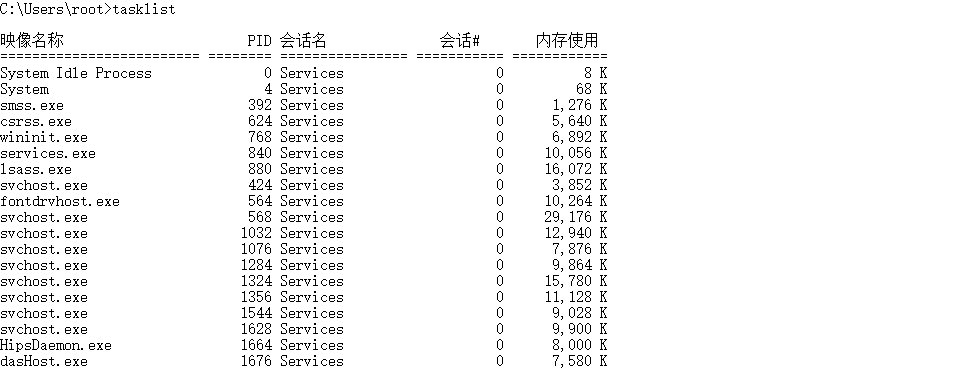 C:\Users\root>tasklist
映像名称                       PID 会话名              会话#       内存使用
========================= ======== ================ =========== ============
System Idle Process              0 Services                   0          8 K
System                           4 Services                   0         68 K
smss.exe                       392 Services                   0      1,276 K
csrss.exe                      624 Services                   0      5,640 K
wininit.exe                    768 Services                   0      6,892 K
services.exe                   840 Services                   0     10,056 K
lsass.exe                      880 Services                   0     16,072 K
svchost.exe                    424 Services                   0      3,852 K
fontdrvhost.exe                564 Services                   0     10,264 K
svchost.exe                    568 Services                   0     29,176 K
svchost.exe                   1032 Services                   0     12,940 K
svchost.exe                   1076 Services                   0      7,876 K
svchost.exe                   1284 Services                   0      9,864 K
svchost.exe                   1324 Services                   0     15,780 K
svchost.exe                   1356 Services                   0     11,128 K
svchost.exe                   1544 Services                   0      9,028 K
svchost.exe                   1628 Services                   0      9,900 K
HipsDaemon.exe                1664 Services                   0      8,000 K
dasHost.exe                   1676 Services                   0      7,580 K